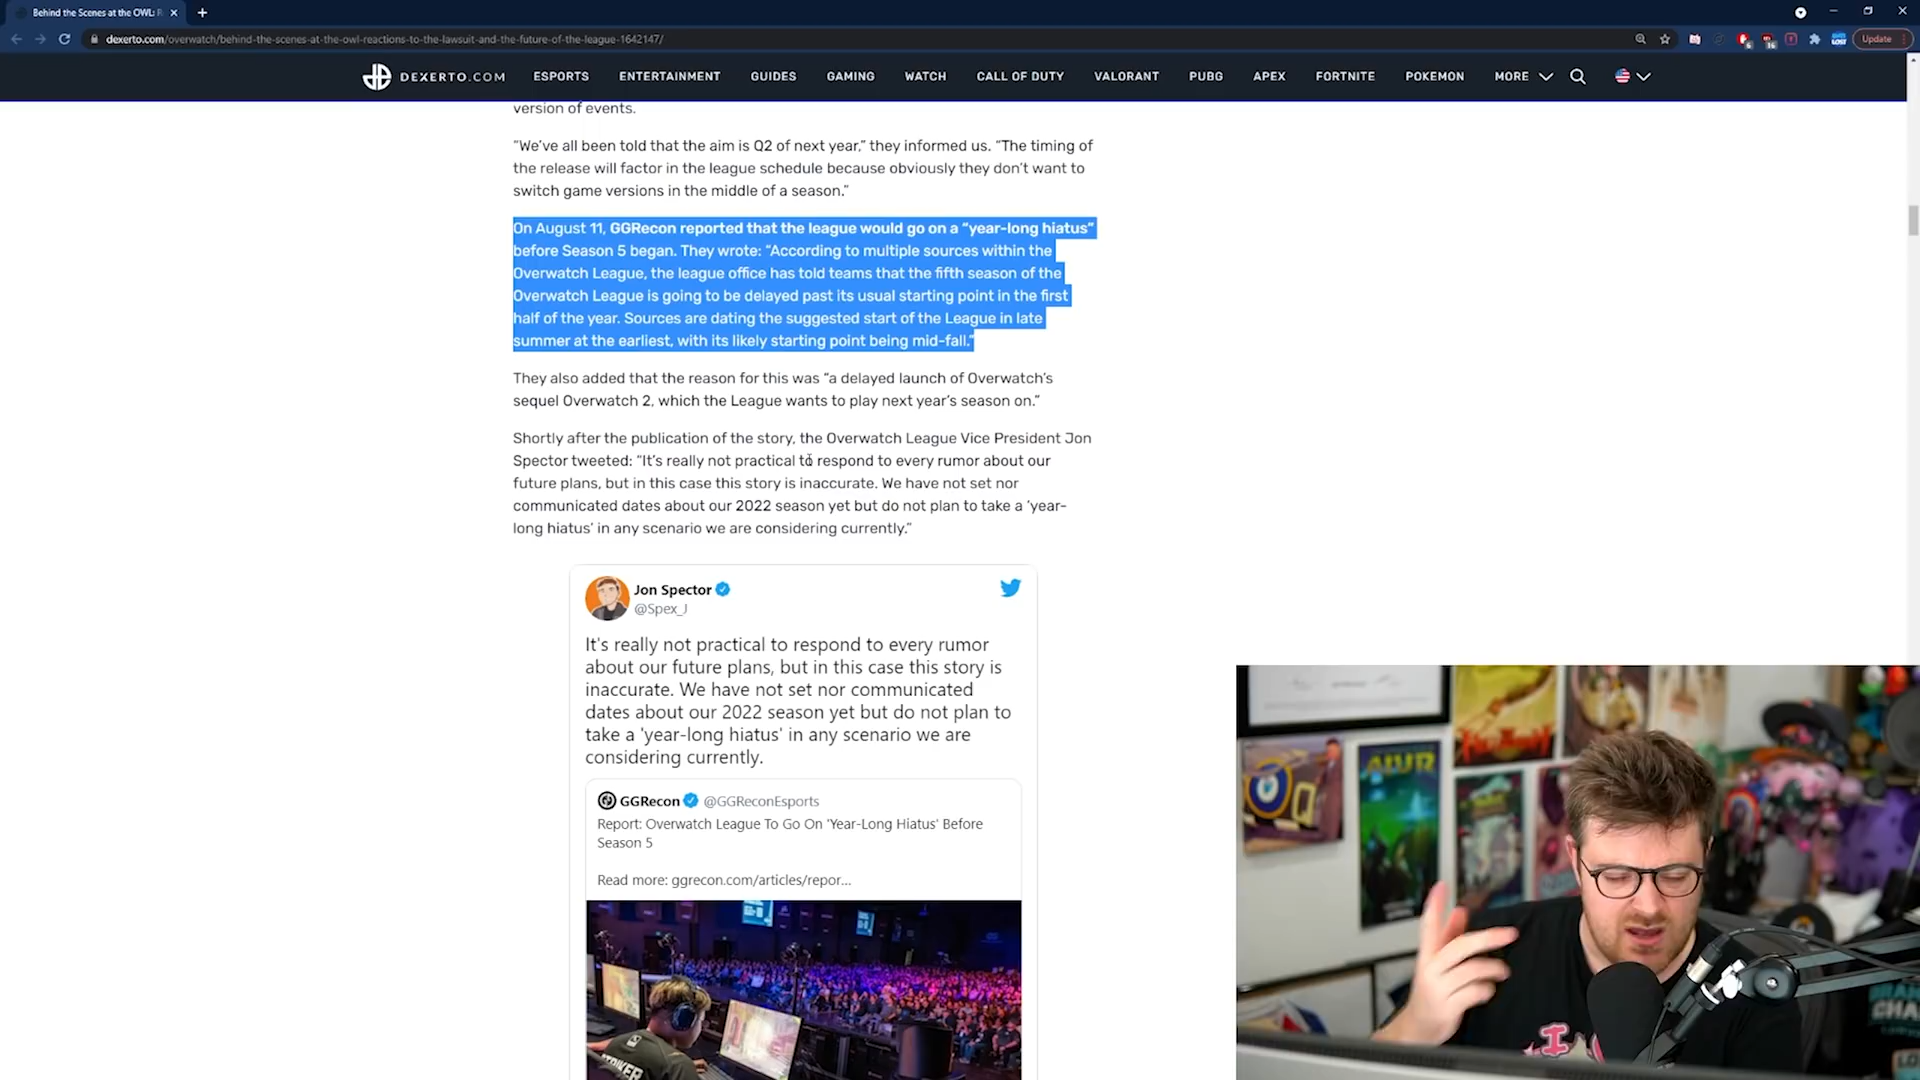 Behind the Scenes at the OWL: R
dexerto.com/overwatch/behind-the-scenes-at-the-owl-reactions-to-the-lawsuit-and-the-future-of-the-league-1642147/
Update
DEXERTO.COM ESPORTS ENTERTAINMENT GUIDES GAMING WATCH CALL OF DUTY VALORANT PUBG APEX FORTNITE POKEMON MORE
version of events.
“We’ve all been told that the aim is Q2 of next year,” they informed us. “The timing of
the release will factor in the league schedule because obviously they don’t want to
switch game versions in the middle of a season.”
On August 11, GGRecon reported that the league would go on a “year-long hiatus”
before Season 5 began. They wrote: “According to multiple sources within the
Overwatch League, the league office has told teams that the fifth season of the
Overwatch League is going to be delayed past its usual starting point in the first
half of the year. Sources are dating the suggested start of the League in late
summer at the earliest, with its likely starting point being mid-fall.”
They also added that the reason for this was “a delayed launch of Overwatch’s
sequel Overwatch 2, which the League wants to play next year’s season on.”
Shortly after the publication of the story, the Overwatch League Vice President Jon
Spector tweeted: “It’s really not practical to respond to every rumor about our
future plans, but in this case this story is inaccurate. We have not set nor
communicated dates about our 2022 season yet but do not plan to take a ‘year-
long hiatus’ in any scenario we are considering currently.”
Jon Spector
@Spex_J
It's really not practical to respond to every rumor
about our future plans, but in this case this story is
inaccurate. We have not set nor communicated
dates about our 2022 season yet but do not plan to
take a 'year-long hiatus' in any scenario we are
considering currently.
GGRecon @GGReconEsports
Report: Overwatch League To Go On 'Year-Long Hiatus' Before
Season 5
Read more: ggrecon.com/articles/repor...
STRIKER